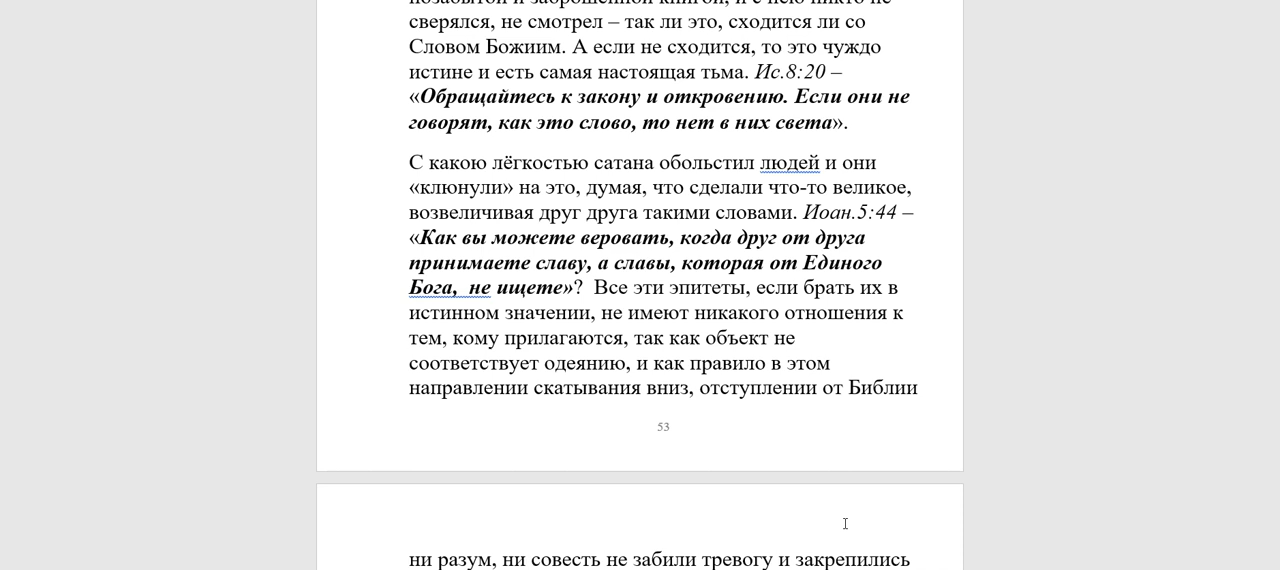 позабытой и заброшенной книгой, и с нею никто не
сверялся, не смотрел – так ли это, сходится ли со
Словом Божиим. А если не сходится, то это чуждо
истине и есть самая настоящая тьма. Ис.8:20 –
«Обращайтесь к закону и откровению. Если они не
говорят, как это слово, то нет в них света».
С какою лёгкостью сатана обольстил людей и они
«клюнули» на это, думая, что сделали что-то великое,
возвеличивая друг друга такими словами. Иоан.5:44 –
«Как вы можете веровать, когда друг от друга
принимаете славу, а славы, которая от Единого
Бога,  не ищете»?  Все эти эпитеты, если брать их в
истинном значении, не имеют никакого отношения к
тем, кому прилагаются, так как объект не
соответствует одеянию, и как правило в этом
направлении скатывания вниз, отступлении от Библии
53
ни разум, ни совесть не забили тревогу и закрепились